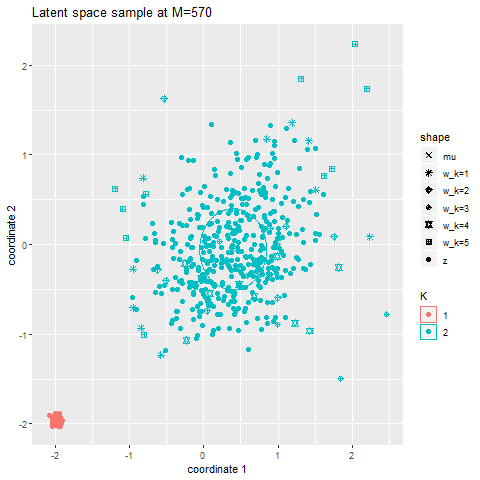 Latent space sample at M=570
2
1
0
-1
-2
-2
-1
0
1
2
coordinate 1
coordinate 2
shape
mu
w_k=1
w_k=2
w_k=3
w_k=4
w_k=5
z
K
1
2